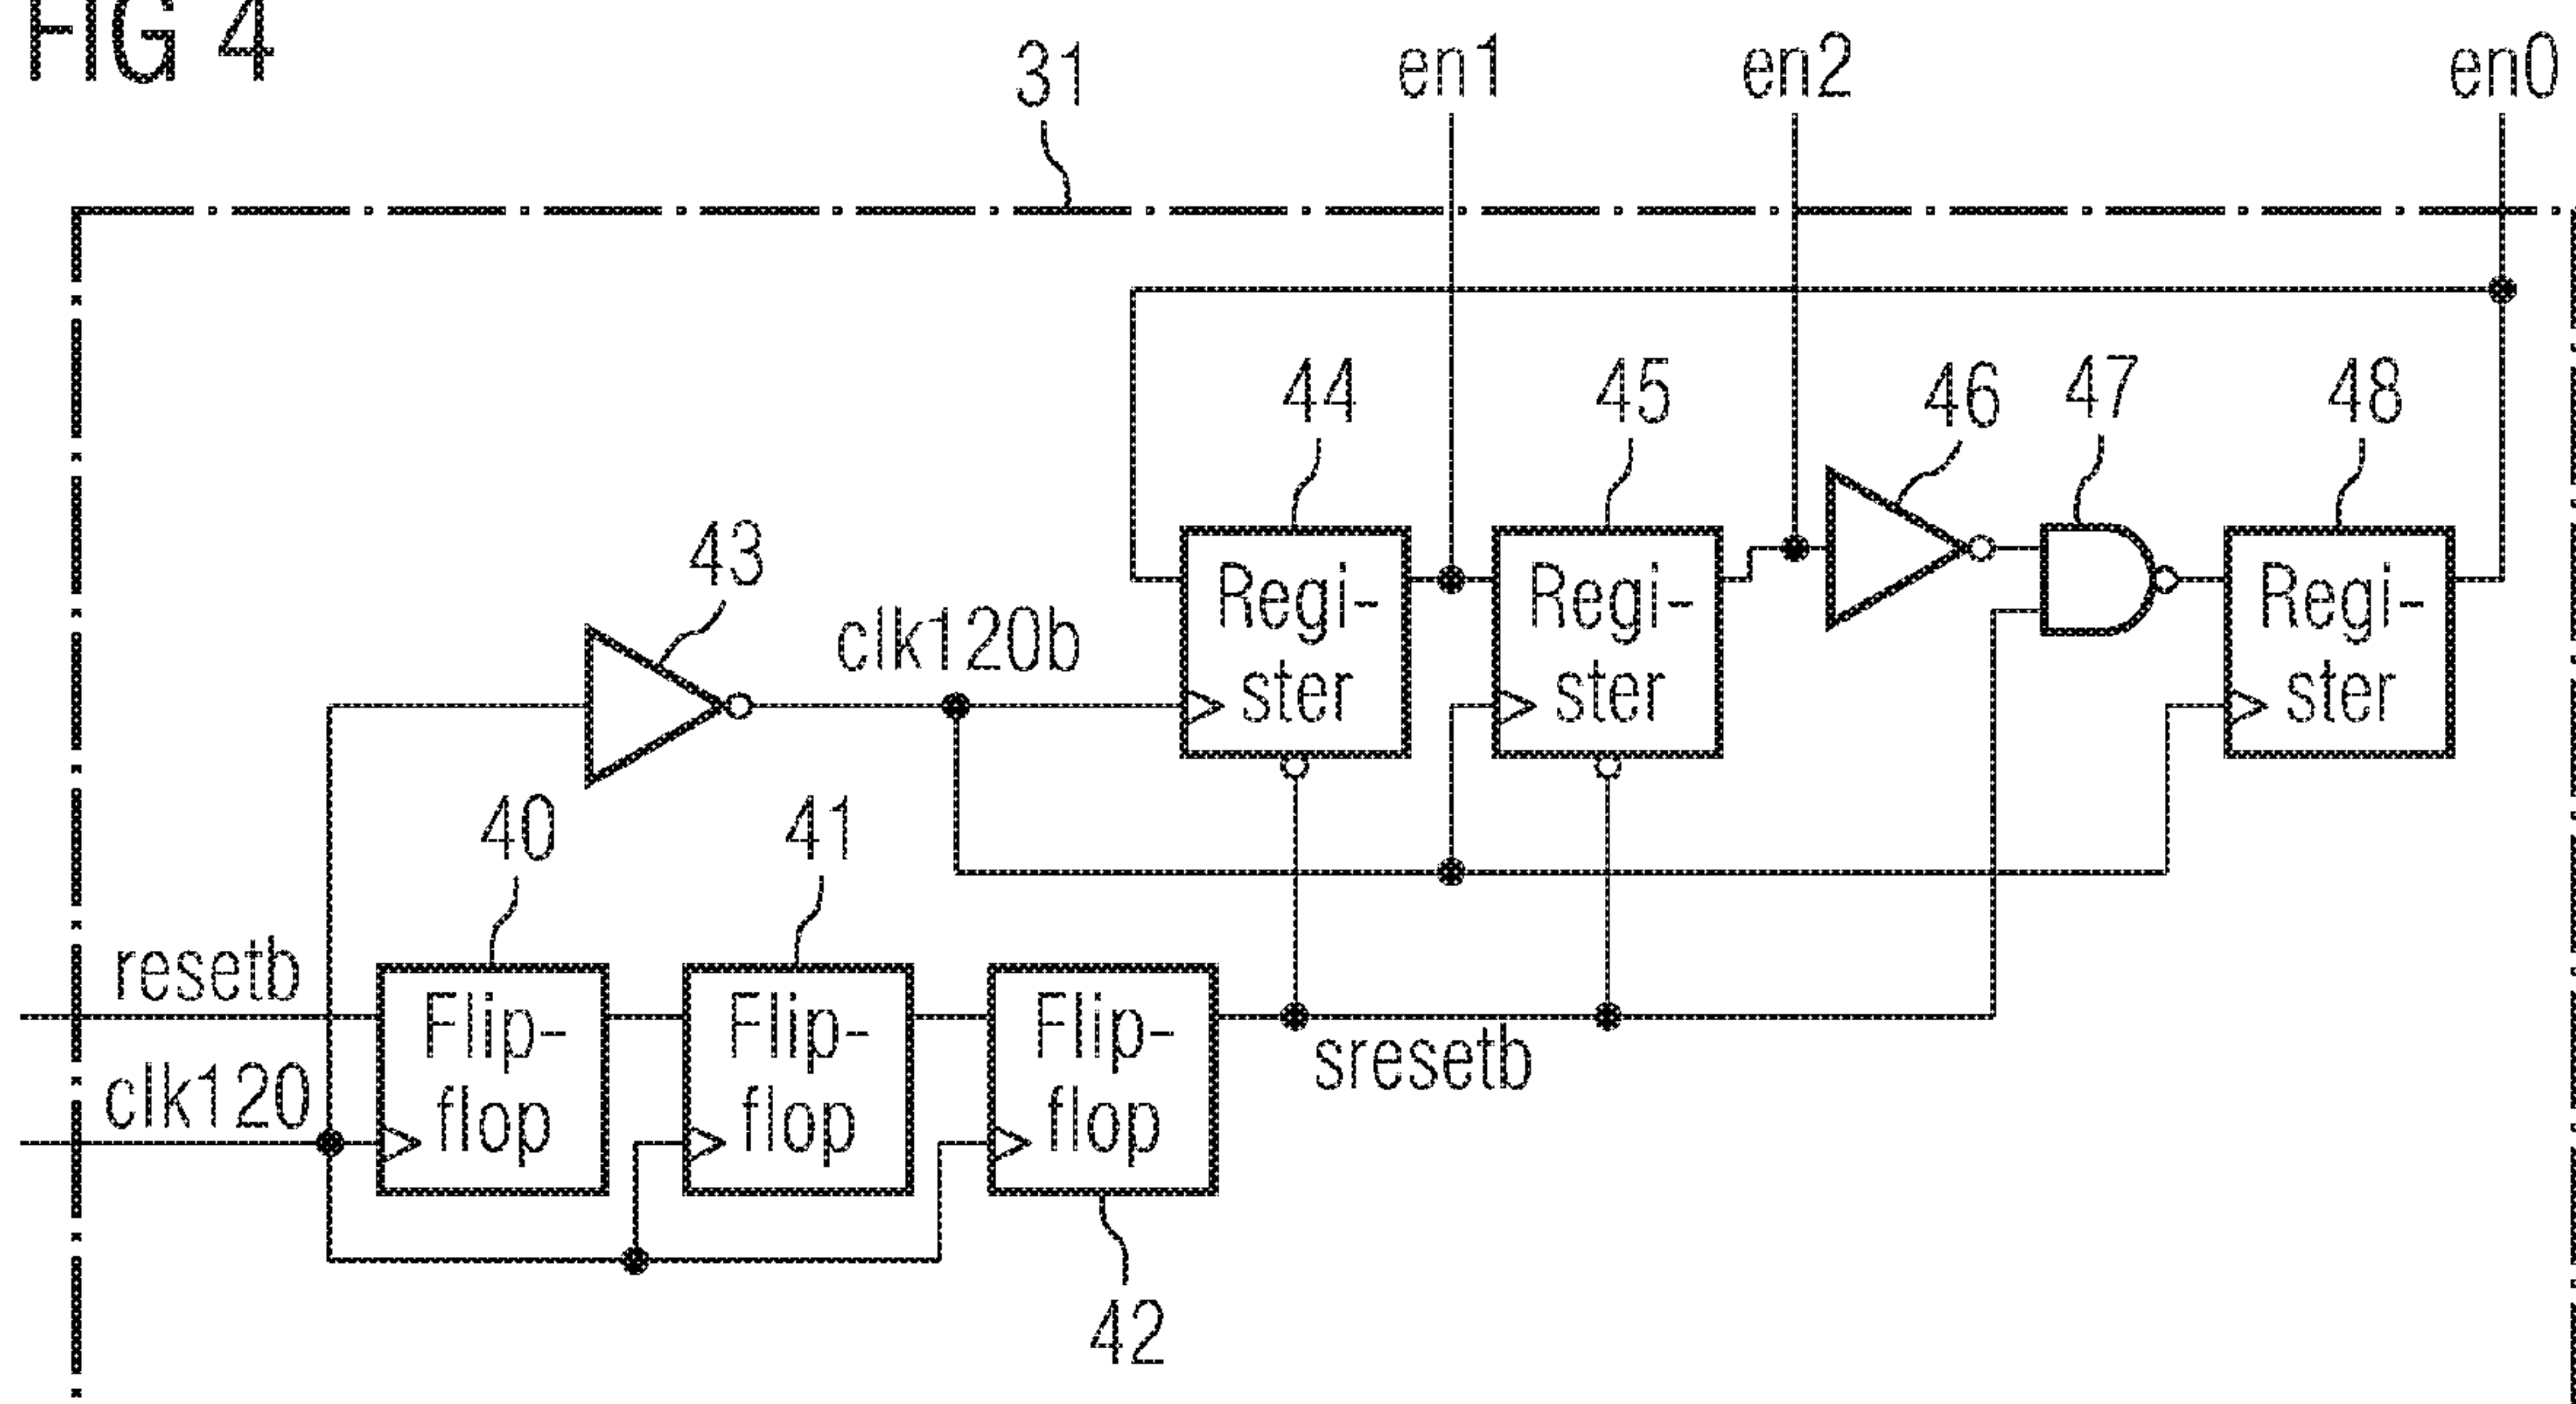 FIG 4
31
en1
en2
en0
44
45
46
47
48
43
clk120b
Regi-
ster
Regi-
ster
Regi-
ster
40
41
resetb
clk120
Flip-
flop
Flip-
flop
Flip-
flop
sresetb
42